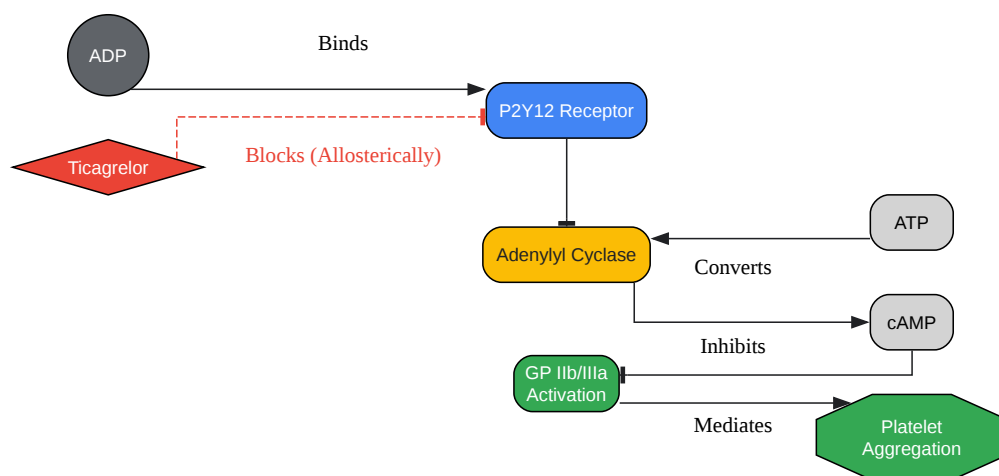 ADP
Binds
P2Y12 Receptor
Ticagrelor
Blocks (Allosterically)
ATP
Adenylyl Cyclase
Converts
cAMP
Inhibits
GP IIb/IIIa
Activation
Mediates
Platelet
Aggregation